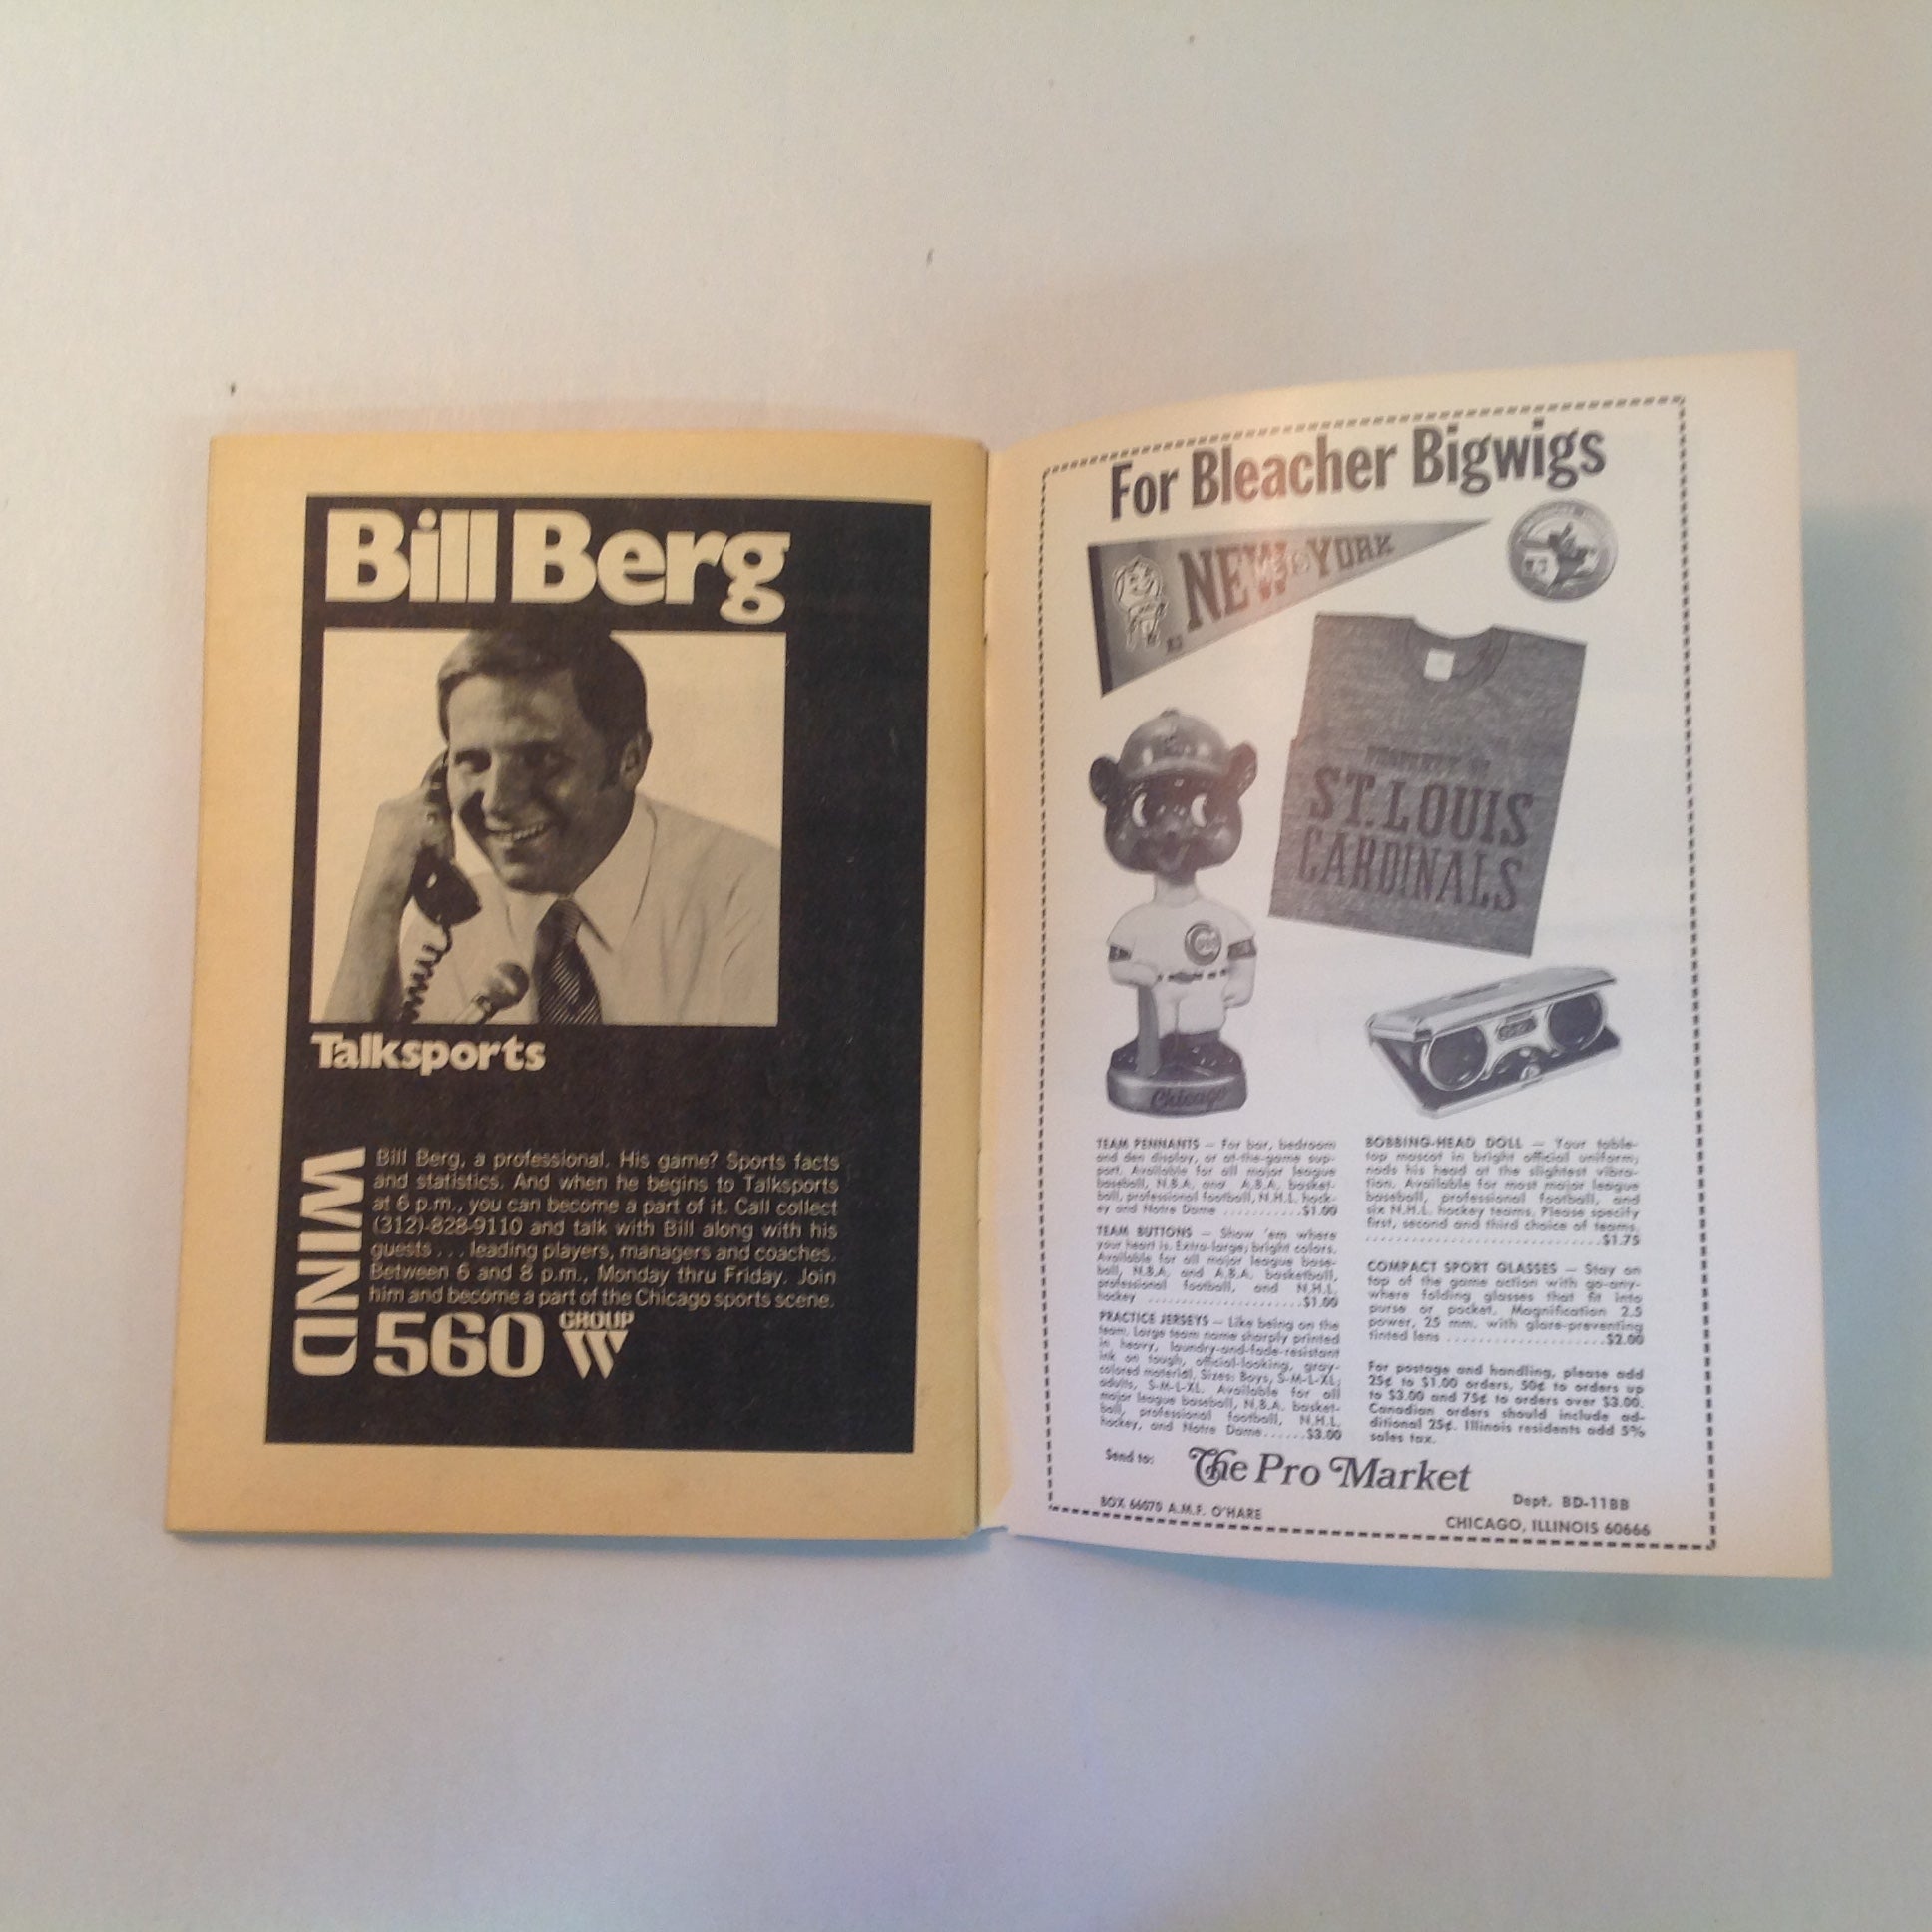 Bill Berg
Talksports
WIND
Bill Berg, a professional. His game? Sports facts
and statistics. And when he begins to Talksports
at 6 p.m., you can become a part of it. Call collect
(312)-828-9110 and talk with Bill along with his
guests . . . leading players, managers and coaches.
Between 6 and 8 p.m., Monday thru Friday. Join
him and become a part of the Chicago sports scene.
560
GROUP
W
For Bleacher Bigwigs
NEW YORK
PROPERTY OF
ST. LOUIS
CARDINALS
Chicago
TEAM PENNANTS — For bar, bedroom
and den display, or at-the-game sup-
port. Available for all major league
baseball, N.B.A. and A.B.A. basket-
ball, professional football, N.H.L. hock-
ey and Notre Dame ...........$1.00
TEAM BUTTONS — Show 'em where
your heart is. Extra-large; bright colors.
Available for all major league base-
ball, N.B.A. and A.B.A. basketball,
professional football, and N.H.L.
hockey ......................$1.00
PRACTICE JERSEYS — Like being on the
team. Large team name sharply printed
in heavy, laundry-and-fade-resistant
ink on tough, official-looking, gray-
colored material, Sizes: Boys, S-M-L-XL;
adults, S-M-L-XL. Available for all
major league baseball, N.B.A. basket-
ball, professional football, N.H.L.
hockey, and Notre Dame......$3.00
BOBBING-HEAD DOLL — Your table-
top mascot in bright official uniform;
nods his head at the slightest vibra-
tion. Available for most major league
baseball, professional football, and
six N.H.L. hockey teams. Please specify
first, second and third choice of teams.
...............................$1.75
COMPACT SPORT GLASSES — Stay on
top of the game action with go-any-
where folding glasses that fit into
purse or pocket. Magnification 2.5
power, 25 mm. with glare-preventing
tinted lens .....................$2.00
For postage and handling, please add
25¢ to $1.00 orders, 50¢ to orders up
to $3.00 and 75¢ to orders over $3.00.
Canadian orders should include ad-
ditional 25¢. Illinois residents add 5%
sales tax.
Send to:
The Pro Market
Dept. BD-11BB
BOX 66070 A.M.F. O'HARE
CHICAGO, ILLINOIS 60666